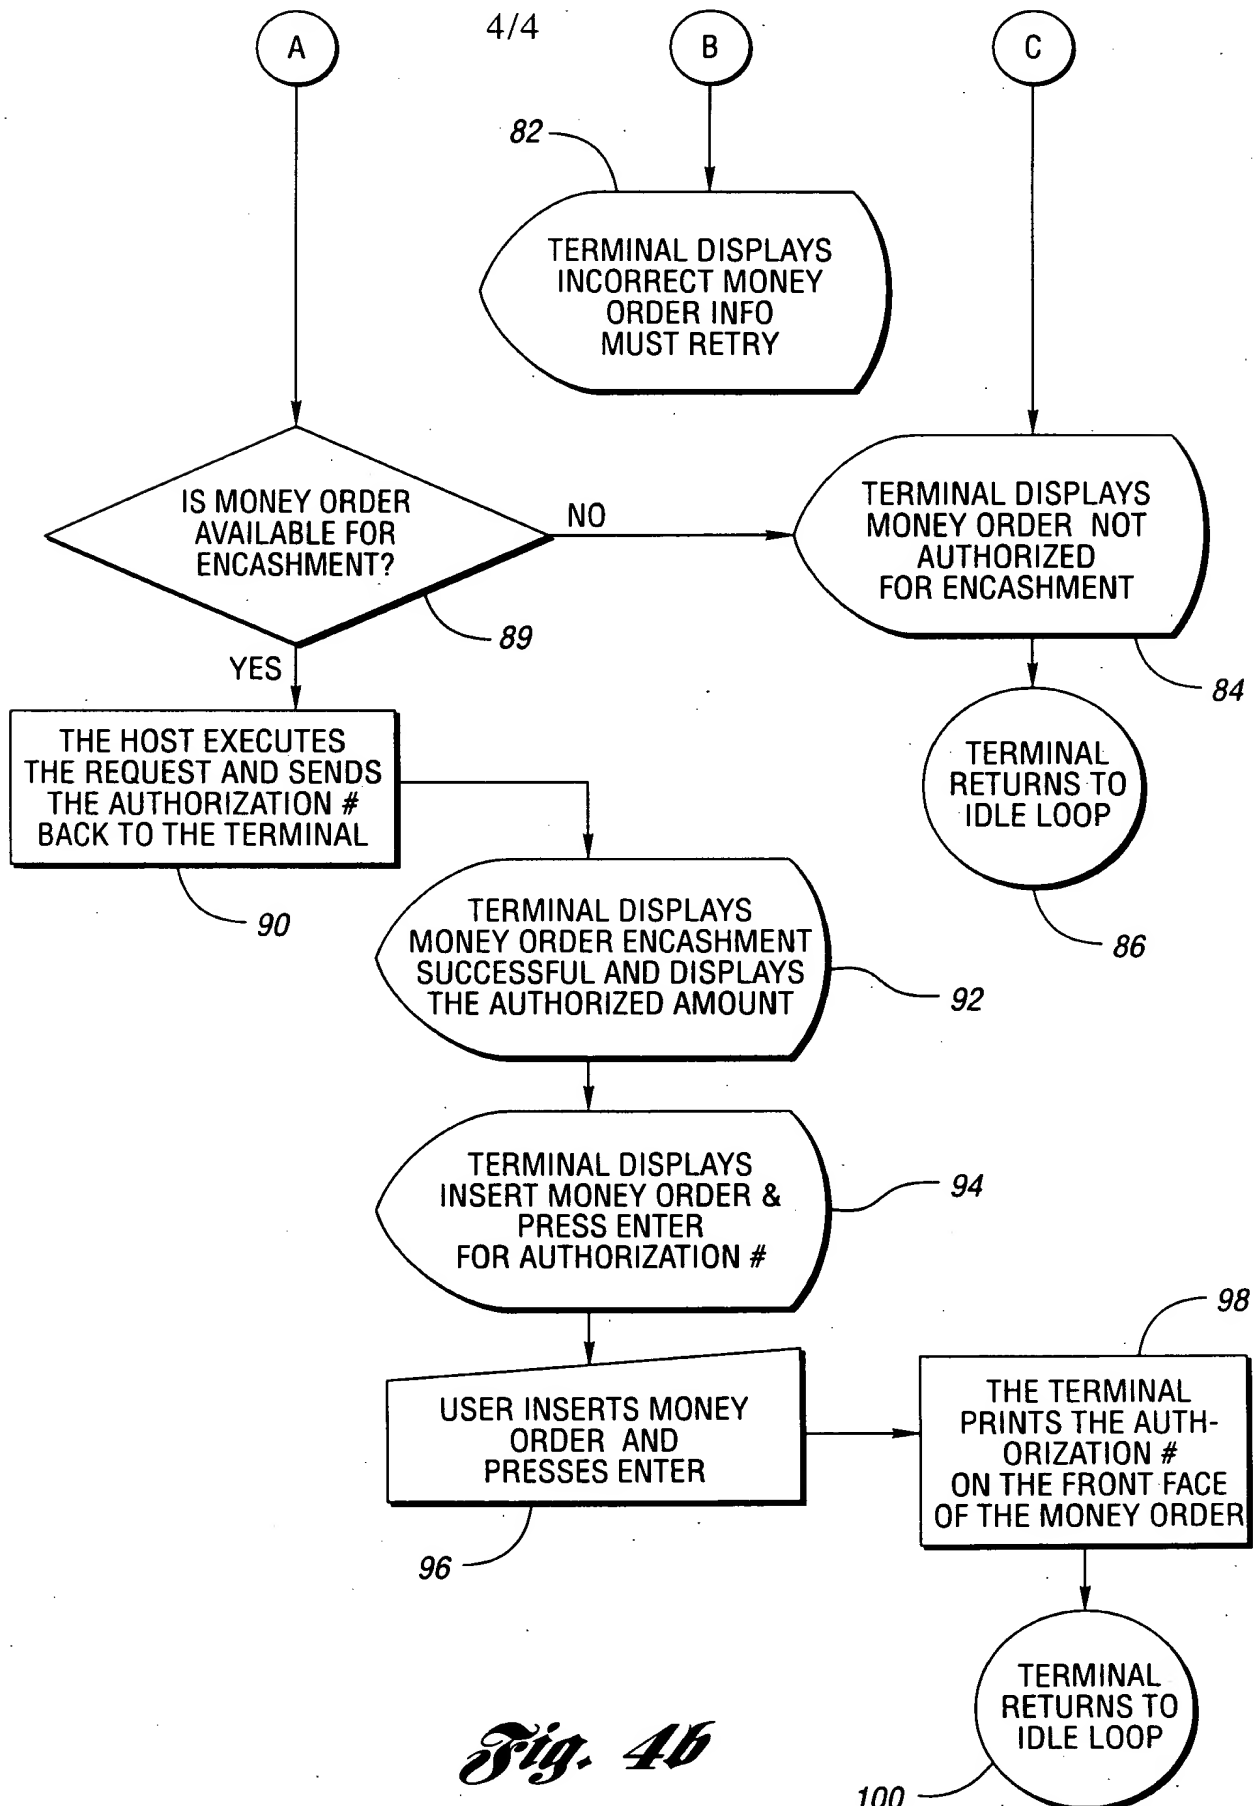 4/4
A
B
C
82
TERMINAL DISPLAYS
INCORRECT MONEY
ORDER INFO
MUST RETRY
IS MONEY ORDER
AVAILABLE FOR
ENCASHMENT?
NO
89
YES
TERMINAL DISPLAYS
MONEY ORDER NOT
AUTHORIZED
FOR ENCASHMENT
84
TERMINAL
RETURNS TO
IDLE LOOP
86
THE HOST EXECUTES
THE REQUEST AND SENDS
THE AUTHORIZATION #
BACK TO THE TERMINAL
90
TERMINAL DISPLAYS
MONEY ORDER ENCASHMENT
SUCCESSFUL AND DISPLAYS
THE AUTHORIZED AMOUNT
92
TERMINAL DISPLAYS
INSERT MONEY ORDER &
PRESS ENTER
FOR AUTHORIZATION #
94
USER INSERTS MONEY
ORDER AND
PRESSES ENTER
96
98
THE TERMINAL
PRINTS THE AUTH-
ORIZATION #
ON THE FRONT FACE
OF THE MONEY ORDER
TERMINAL
RETURNS TO
IDLE LOOP
100
Fig. 4b